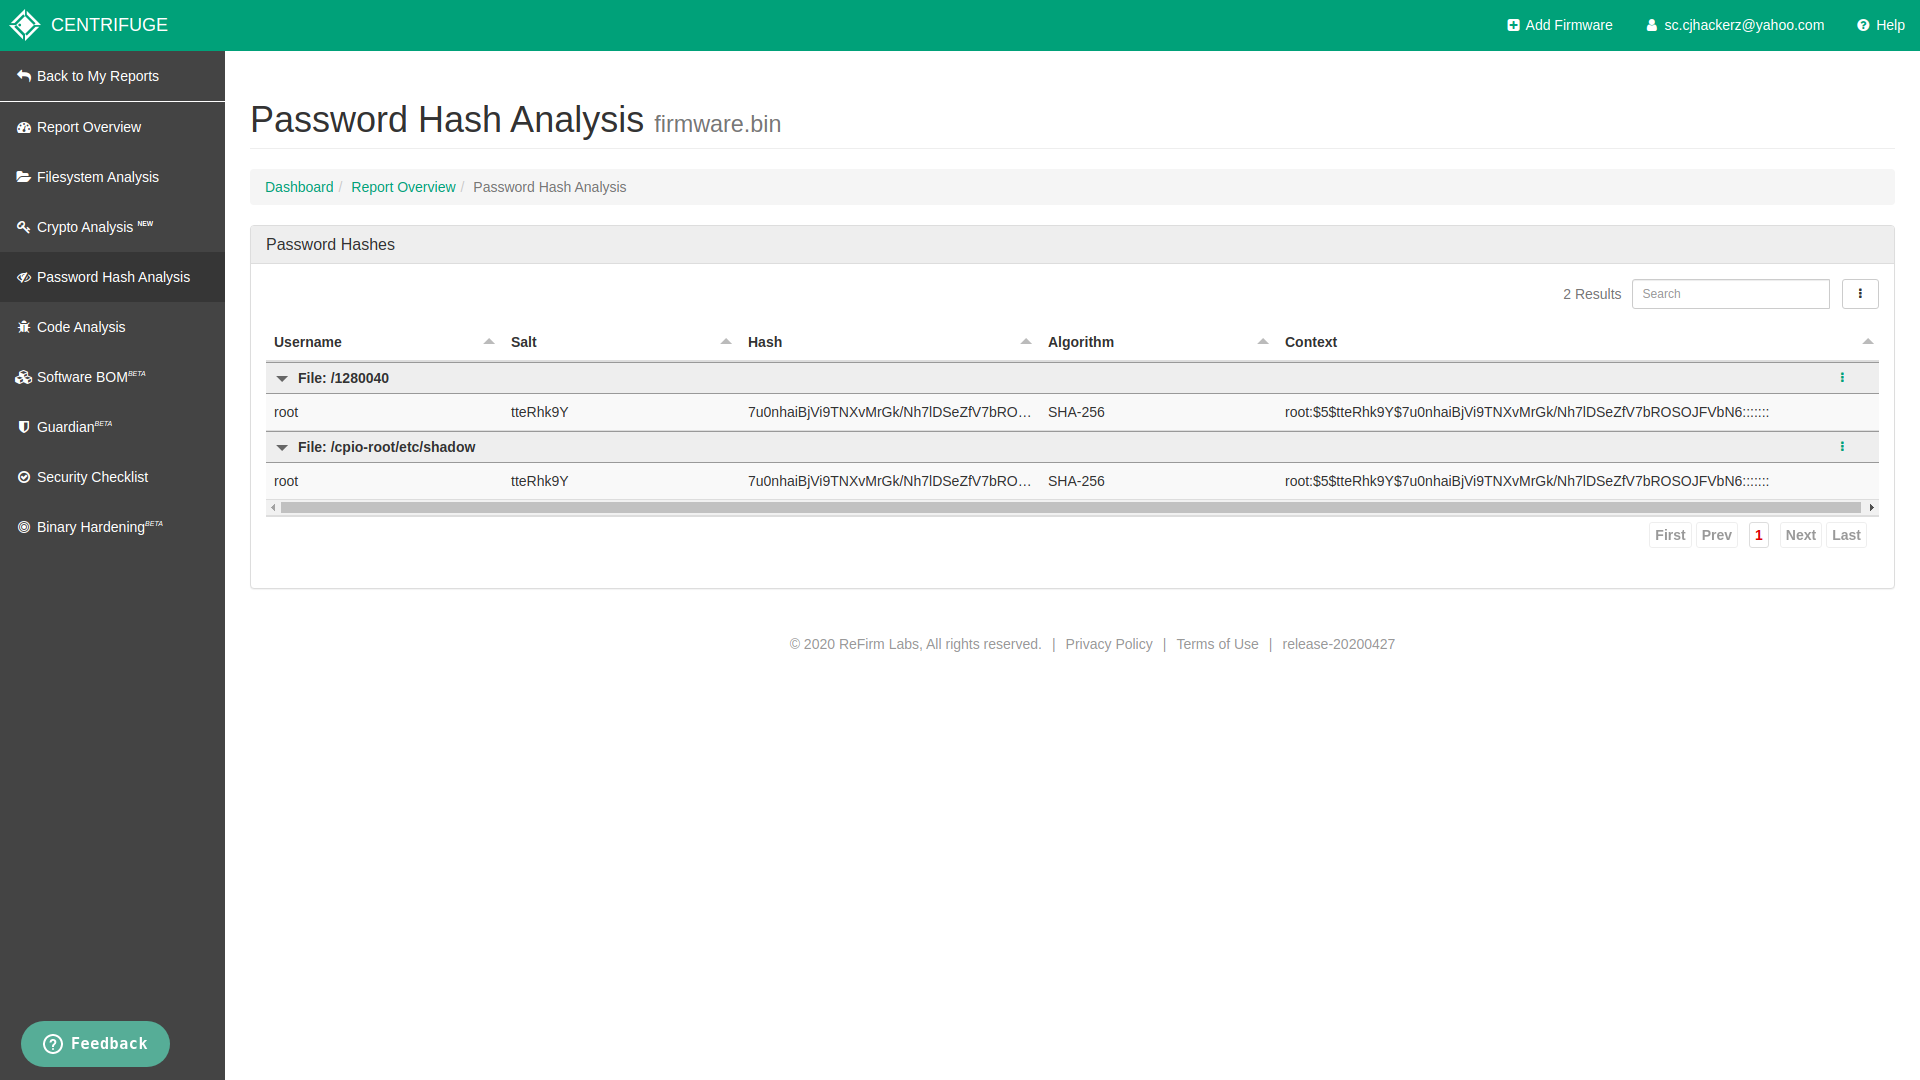 CENTRIFUGE
Add Firmware
sc.cjhackerz@yahoo.com
Help
Back to My Reports
Report Overview
Filesystem Analysis
Crypto Analysis NEW
Password Hash Analysis
Code Analysis
Software BOM BETA
Guardian BETA
Security Checklist
Binary Hardening BETA
Feedback
Password Hash Analysis firmware.bin
Dashboard / Report Overview / Password Hash Analysis
Password Hashes
2 Results Search
Username Salt Hash Algorithm Context
File: /1280040
root tteRhk9Y 7u0nhaiBjVi9TNXvMrGk/Nh7lDSeZfV7bRO… SHA-256 root:$5$tteRhk9Y$7u0nhaiBjVi9TNXvMrGk/Nh7lDSeZfV7bROSOJFVbN6:::::::
File: /cpio-root/etc/shadow
root tteRhk9Y 7u0nhaiBjVi9TNXvMrGk/Nh7lDSeZfV7bRO… SHA-256 root:$5$tteRhk9Y$7u0nhaiBjVi9TNXvMrGk/Nh7lDSeZfV7bROSOJFVbN6:::::::
First Prev 1 Next Last
© 2020 ReFirm Labs, All rights reserved. | Privacy Policy | Terms of Use | release-20200427